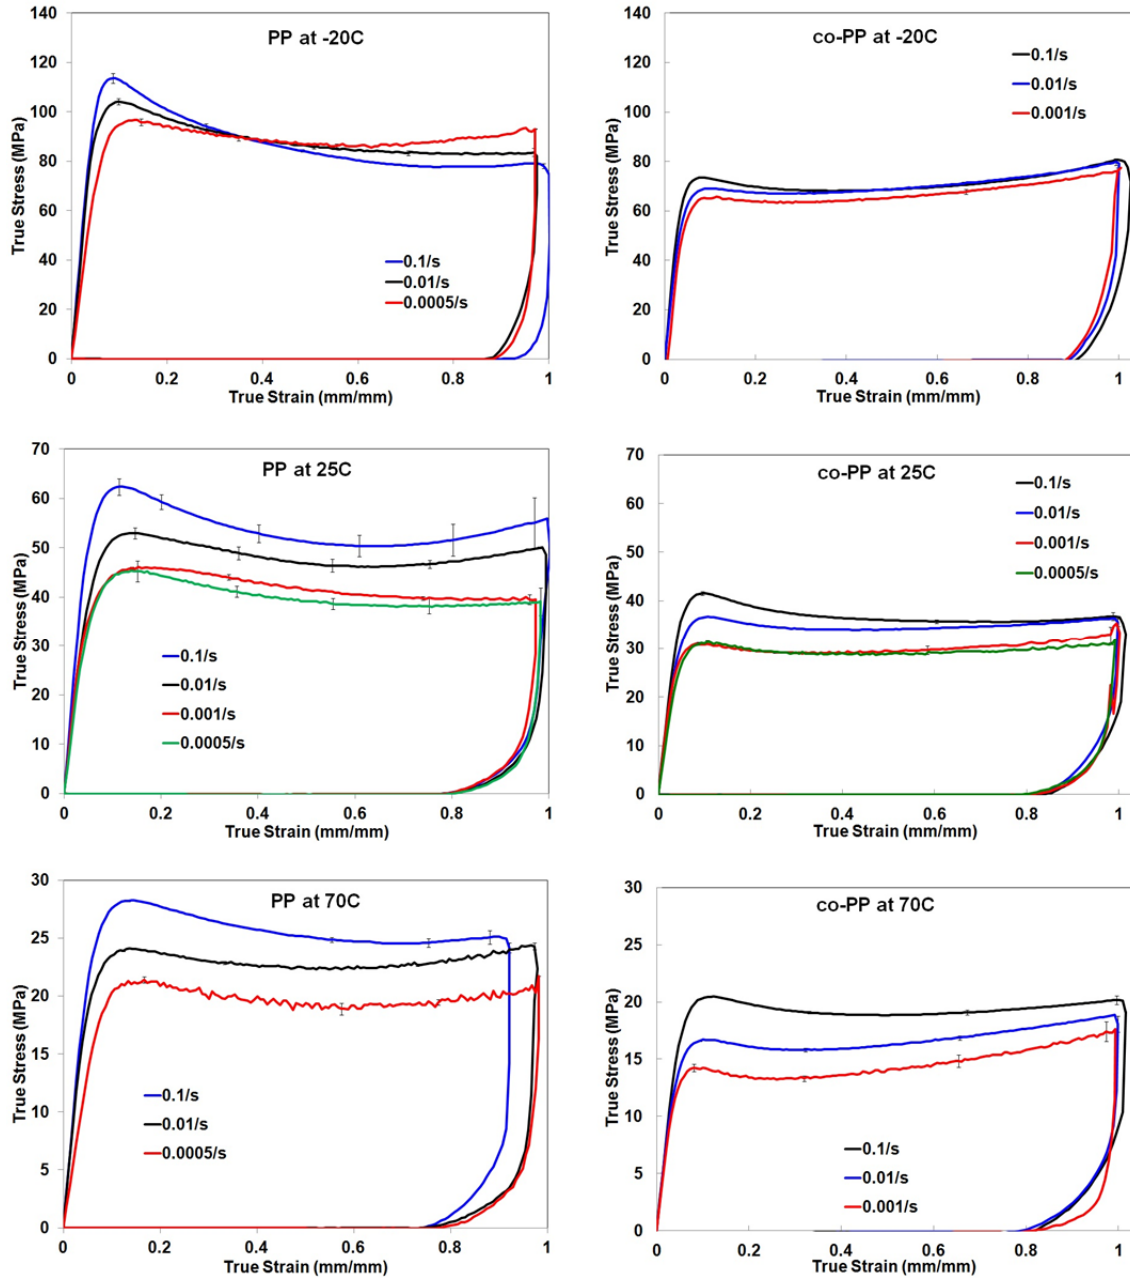 PP at -20C
140
120
100
80
60
40
20
0
True Stress (MPa)
0.1/s
0.01/s
0.0005/s
0 0.2 0.4 0.6 0.8 1
True Strain (mm/mm)
co-PP at -20C
140
120
100
80
60
40
20
0
True Stress (MPa)
0.1/s
0.01/s
0.001/s
0 0.2 0.4 0.6 0.8 1
True Strain (mm/mm)
PP at 25C
70
60
50
40
30
20
10
0
True Stress (MPa)
0.1/s
0.01/s
0.001/s
0.0005/s
0 0.2 0.4 0.6 0.8 1
True Strain (mm/mm)
co-PP at 25C
70
60
50
40
30
20
10
0
True Stress (MPa)
0.1/s
0.01/s
0.001/s
0.0005/s
0 0.2 0.4 0.6 0.8 1
True Strain (mm/mm)
PP at 70C
30
25
20
15
10
5
0
True Stress (MPa)
0.1/s
0.01/s
0.0005/s
0 0.2 0.4 0.6 0.8 1
True Strain (mm/mm)
co-PP at 70C
30
25
20
15
10
5
0
True Stress (MPa)
0.1/s
0.01/s
0.001/s
0 0.2 0.4 0.6 0.8 1
True Strain (mm/mm)